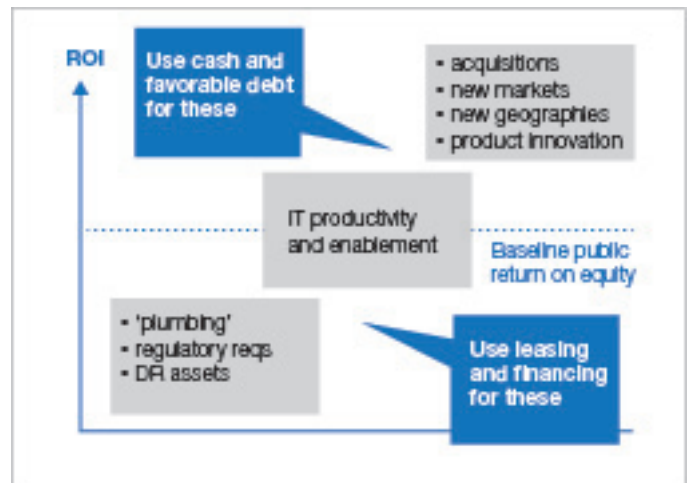 ROI
Use cash and
favorable debt
for these
▪ acquisitions
▪ new markets
▪ new geographies
▪ product innovation
IT productivity
and enablement
Baseline public
return on equity
▪ 'plumbing'
▪ regulatory reqs
▪ DR assets
Use leasing
and financing
for these